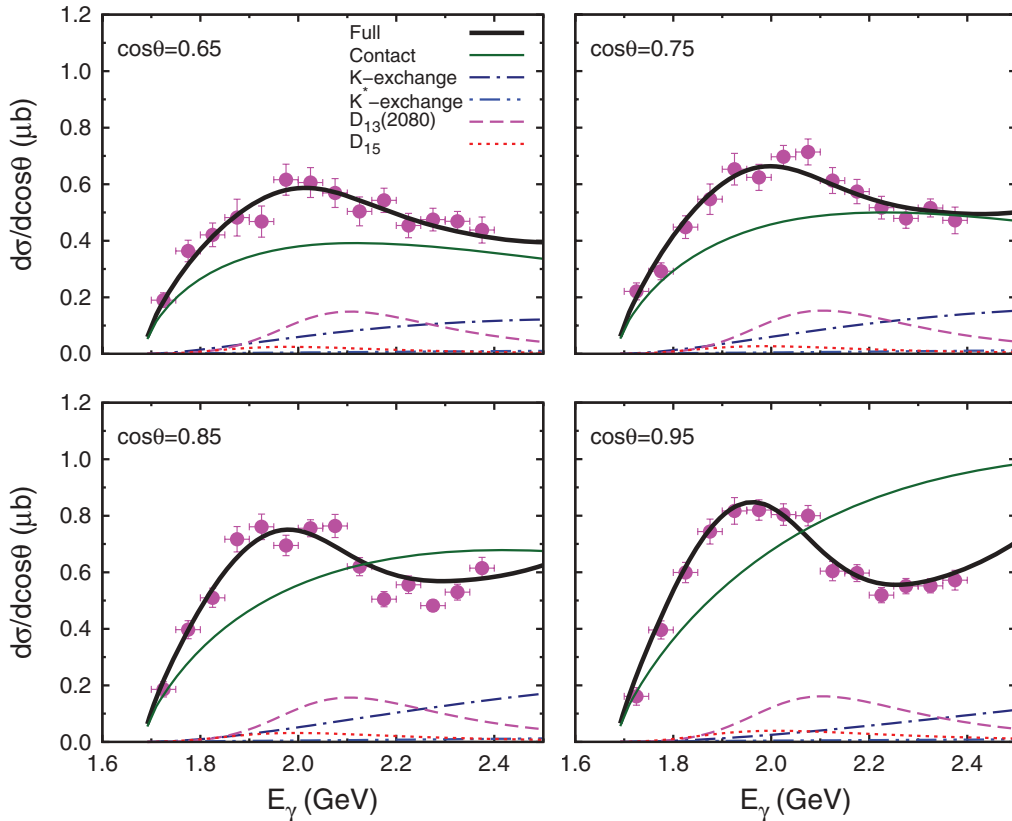 1.2
1.0
0.8
0.6
0.4
0.2
0.0
dσ/dcosθ (μb)
cosθ=0.65
Full
Contact
K−exchange
K*−exchange
D13(2080)
D15
cosθ=0.75
1.2
1.0
0.8
0.6
0.4
0.2
0.0
dσ/dcosθ (μb)
cosθ=0.85
cosθ=0.95
1.6 1.8 2.0 2.2 2.4
1.6 1.8 2.0 2.2 2.4
Eγ (GeV)
Eγ (GeV)